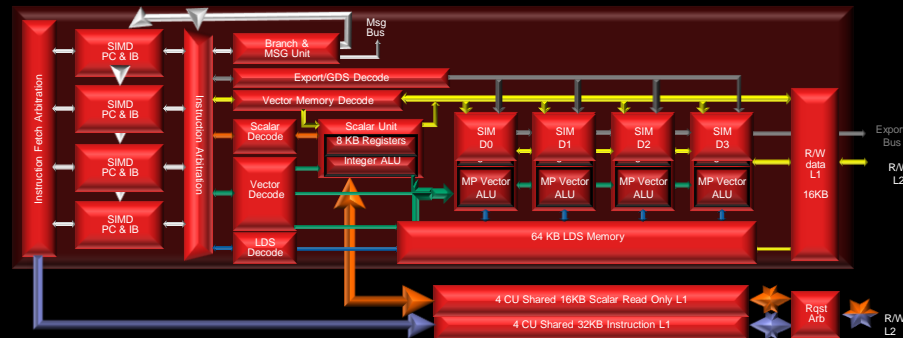 Msg
Bus
Instruction Fetch Arbitration
SIMD
PC & IB
SIMD
PC & IB
SIMD
PC & IB
SIMD
PC & IB
Instruction Arbitration
Branch &
MSG Unit
Export/GDS Decode
Vector Memory Decode
Scalar
Decode
Scalar Unit
8 KB Registers
Integer ALU
Vector
Decode
LDS
Decode
SIM
D0
SIM
D1
SIM
D2
SIM
D3
MP Vector
ALU
MP Vector
ALU
MP Vector
ALU
MP Vector
ALU
64 KB LDS Memory
R/W
data
L1
16KB
Export
Bus
R/W
L2
4 CU Shared 16KB Scalar Read Only L1
4 CU Shared 32KB Instruction L1
Rqst
Arb
R/W
L2